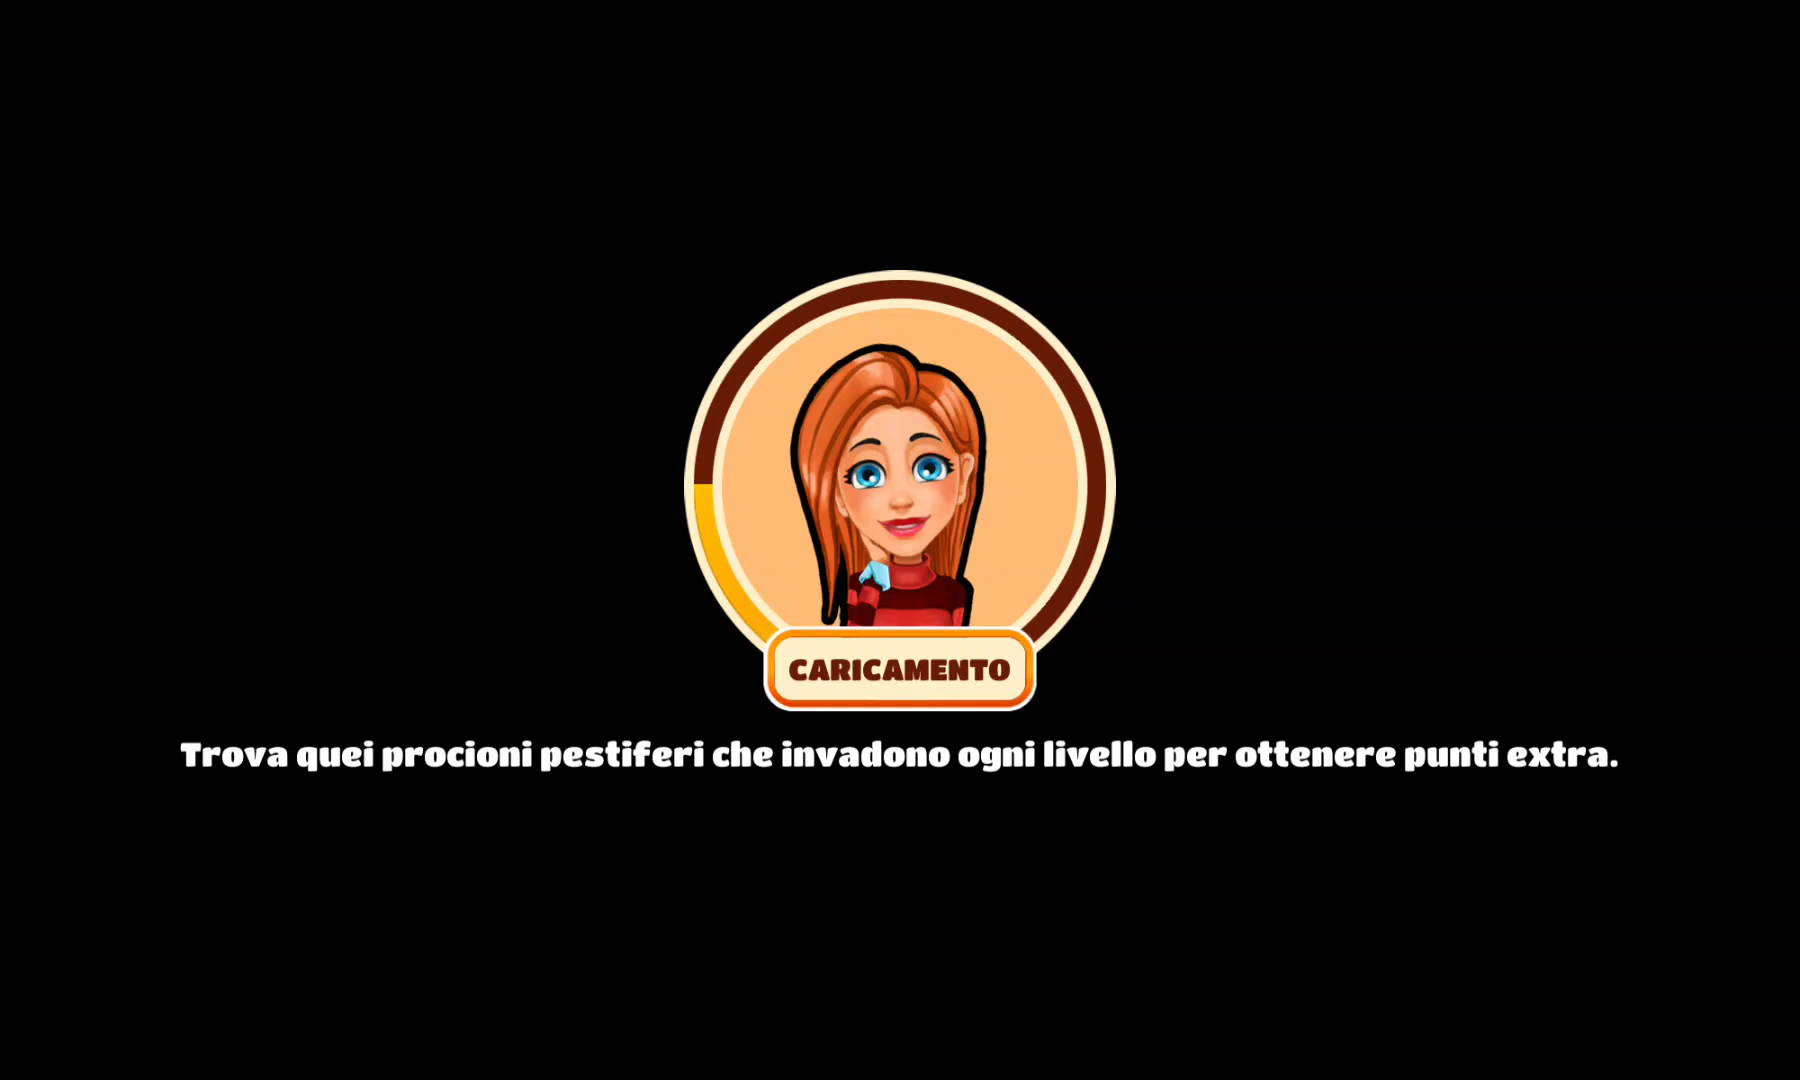 CARICAMENTO
Trova quei procioni pestiferi che invadono ogni livello per ottenere punti extra.